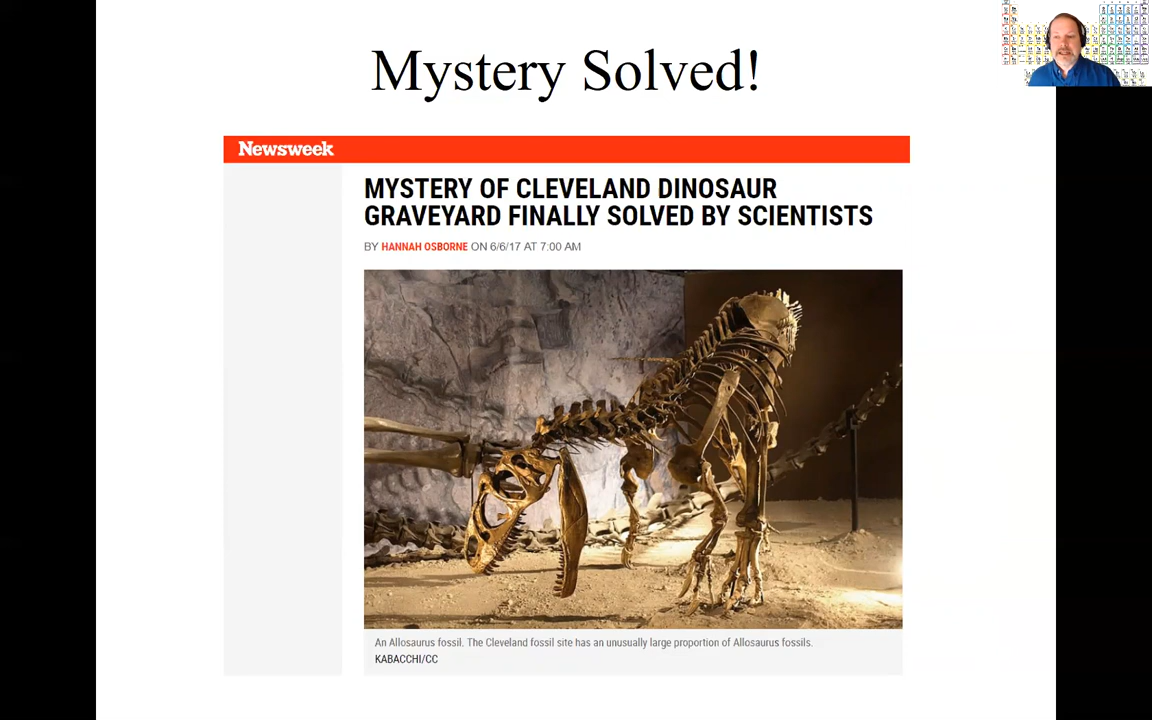 Mystery Solved!
Newsweek
MYSTERY OF CLEVELAND DINOSAUR
GRAVEYARD FINALLY SOLVED BY SCIENTISTS
BY HANNAH OSBORNE ON 6/6/17 AT 7:00 AM
An Allosaurus fossil. The Cleveland fossil site has an unusually large proportion of Allosaurus fossils.
KABACCHI/CC